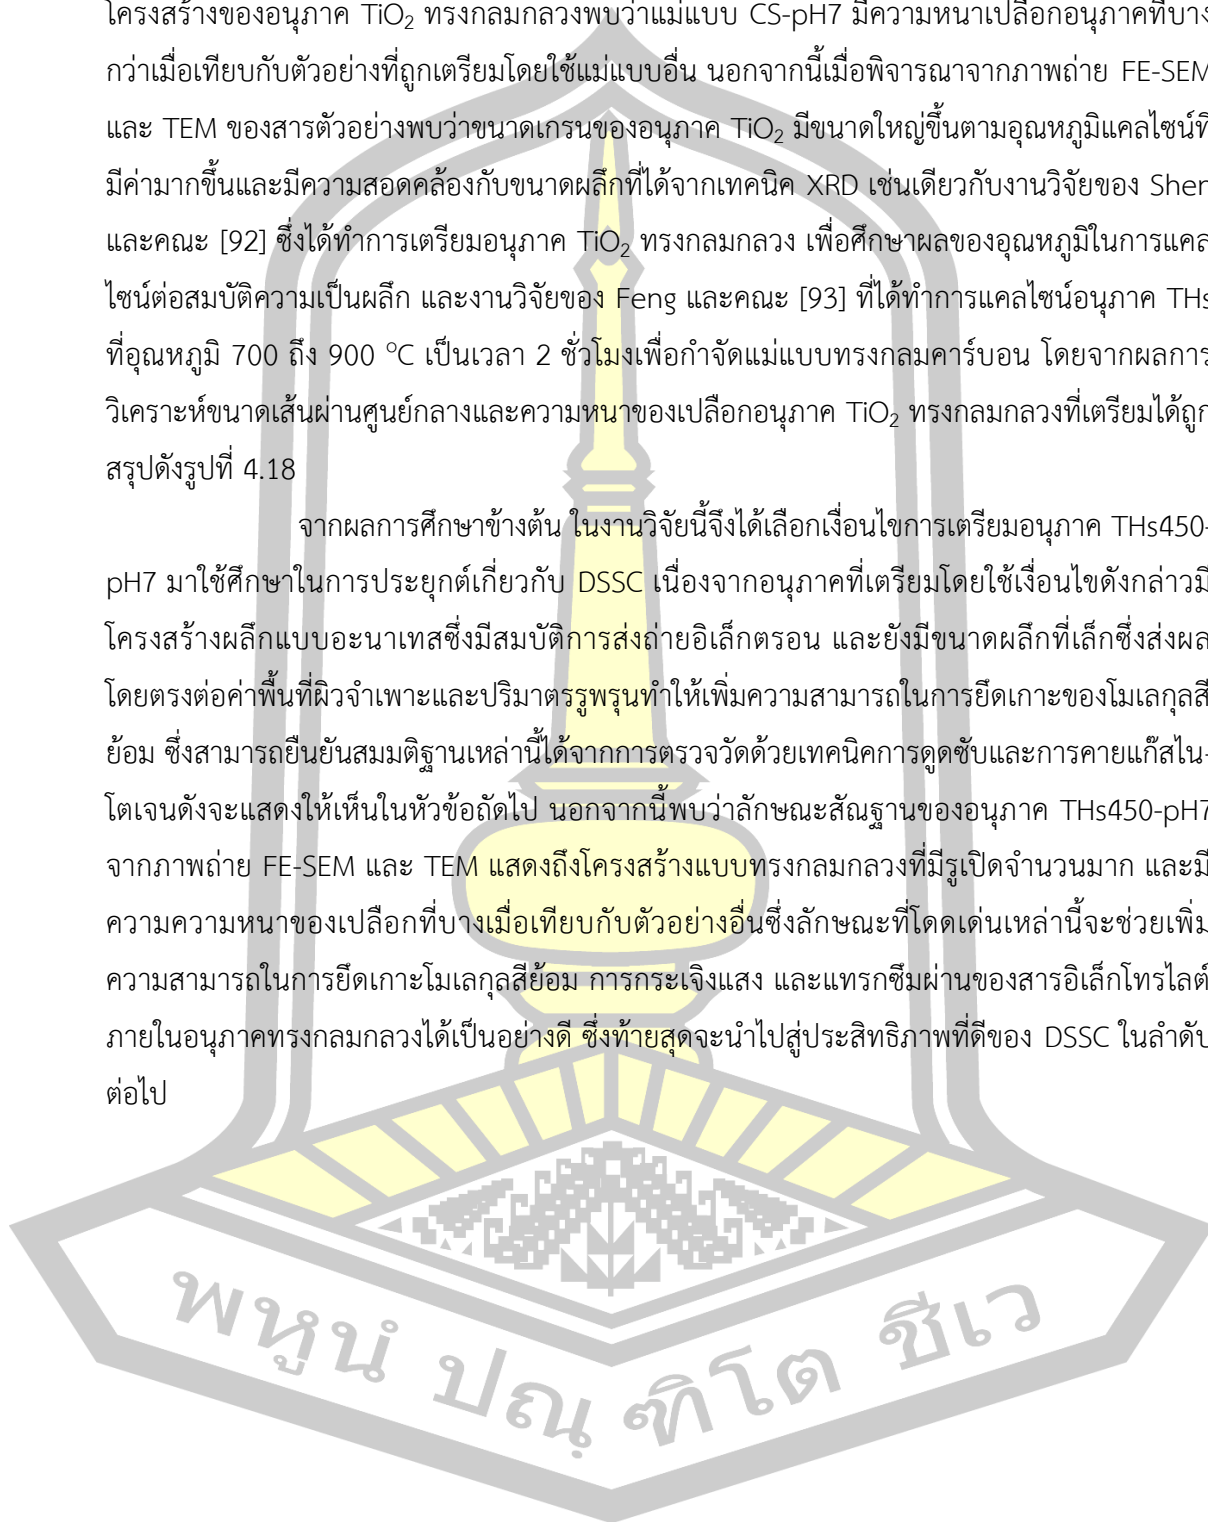 โครงสร้างของอนุภาค TiO₂ ทรงกลมกลวงพบว่าแม่แบบ CS-pH7 มีความหนาเปลือกอนุภาคที่บาง
กว่าเมื่อเทียบกับตัวอย่างที่ถูกเตรียมโดยใช้แม่แบบอื่น นอกจากนี้เมื่อพิจารณาจากภาพถ่าย FE-SEM
และ TEM ของสารตัวอย่างพบว่าขนาดเกรนของอนุภาค TiO₂ มีขนาดใหญ่ขึ้นตามอุณหภูมิแคลไซน์ที่
มีค่ามากขึ้นและมีความสอดคล้องกับขนาดผลึกที่ได้จากเทคนิค XRD เช่นเดียวกับงานวิจัยของ Shen
และคณะ [92] ซึ่งได้ทำการเตรียมอนุภาค TiO₂ ทรงกลมกลวง เพื่อศึกษาผลของอุณหภูมิในการแคล
ไซน์ต่อสมบัติความเป็นผลึก และงานวิจัยของ Feng และคณะ [93] ที่ได้ทำการแคลไซน์อนุภาค THs
ที่อุณหภูมิ 700 ถึง 900 °C เป็นเวลา 2 ชั่วโมงเพื่อกำจัดแม่แบบทรงกลมคาร์บอน โดยจากผลการ
วิเคราะห์ขนาดเส้นผ่านศูนย์กลางและความหนาของเปลือกอนุภาค TiO₂ ทรงกลมกลวงที่เตรียมได้ถูก
สรุปดังรูปที่ 4.18
จากผลการศึกษาข้างต้น ในงานวิจัยนี้จึงได้เลือกเงื่อนไขการเตรียมอนุภาค THs450-
pH7 มาใช้ศึกษาในการประยุกต์เกี่ยวกับ DSSC เนื่องจากอนุภาคที่เตรียมโดยใช้เงื่อนไขดังกล่าวมี
โครงสร้างผลึกแบบอะนาเทสซึ่งมีสมบัติการส่งถ่ายอิเล็กตรอน และยังมีขนาดผลึกที่เล็กซึ่งส่งผล
โดยตรงต่อค่าพื้นที่ผิวจำเพาะและปริมาตรรูพรุนทำให้เพิ่มความสามารถในการยึดเกาะของโมเลกุลสี
ย้อม ซึ่งสามารถยืนยันสมมติฐานเหล่านี้ได้จากการตรวจวัดด้วยเทคนิคการดูดซับและการคายแก๊สไน-
โตเจนดังจะแสดงให้เห็นในหัวข้อถัดไป นอกจากนี้พบว่าลักษณะสัณฐานของอนุภาค THs450-pH7
จากภาพถ่าย FE-SEM และ TEM แสดงถึงโครงสร้างแบบทรงกลมกลวงที่มีรูเปิดจำนวนมาก และมี
ความความหนาของเปลือกที่บางเมื่อเทียบกับตัวอย่างอื่นซึ่งลักษณะที่โดดเด่นเหล่านี้จะช่วยเพิ่ม
ความสามารถในการยึดเกาะโมเลกุลสีย้อม การกระเจิงแสง และแทรกซึมผ่านของสารอิเล็กโทรไลต์
ภายในอนุภาคทรงกลมกลวงได้เป็นอย่างดี ซึ่งท้ายสุดจะนำไปสู่ประสิทธิภาพที่ดีของ DSSC ในลำดับ
ต่อไป
พหูนํ ปณฺฑิโต ชีเว